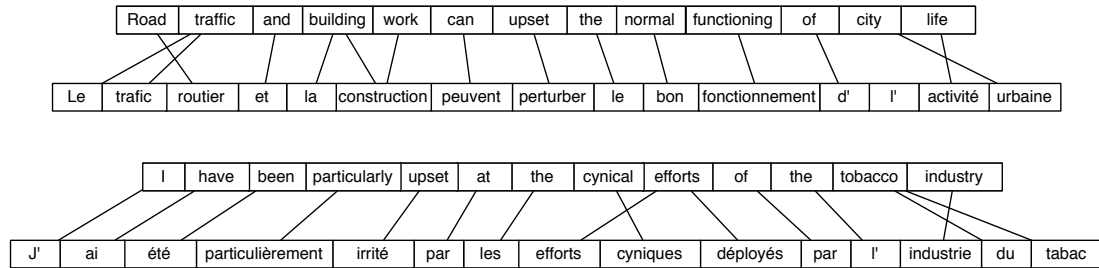 Road traffic and building work can upset the normal functioning of city life
Le trafic routier et la construction peuvent perturber le bon fonctionnement d' l' activité urbaine
I have been particularly upset at the cynical efforts of the tobacco industry
J' ai été particulièrement irrité par les efforts cyniques déployés par l' industrie du tabac